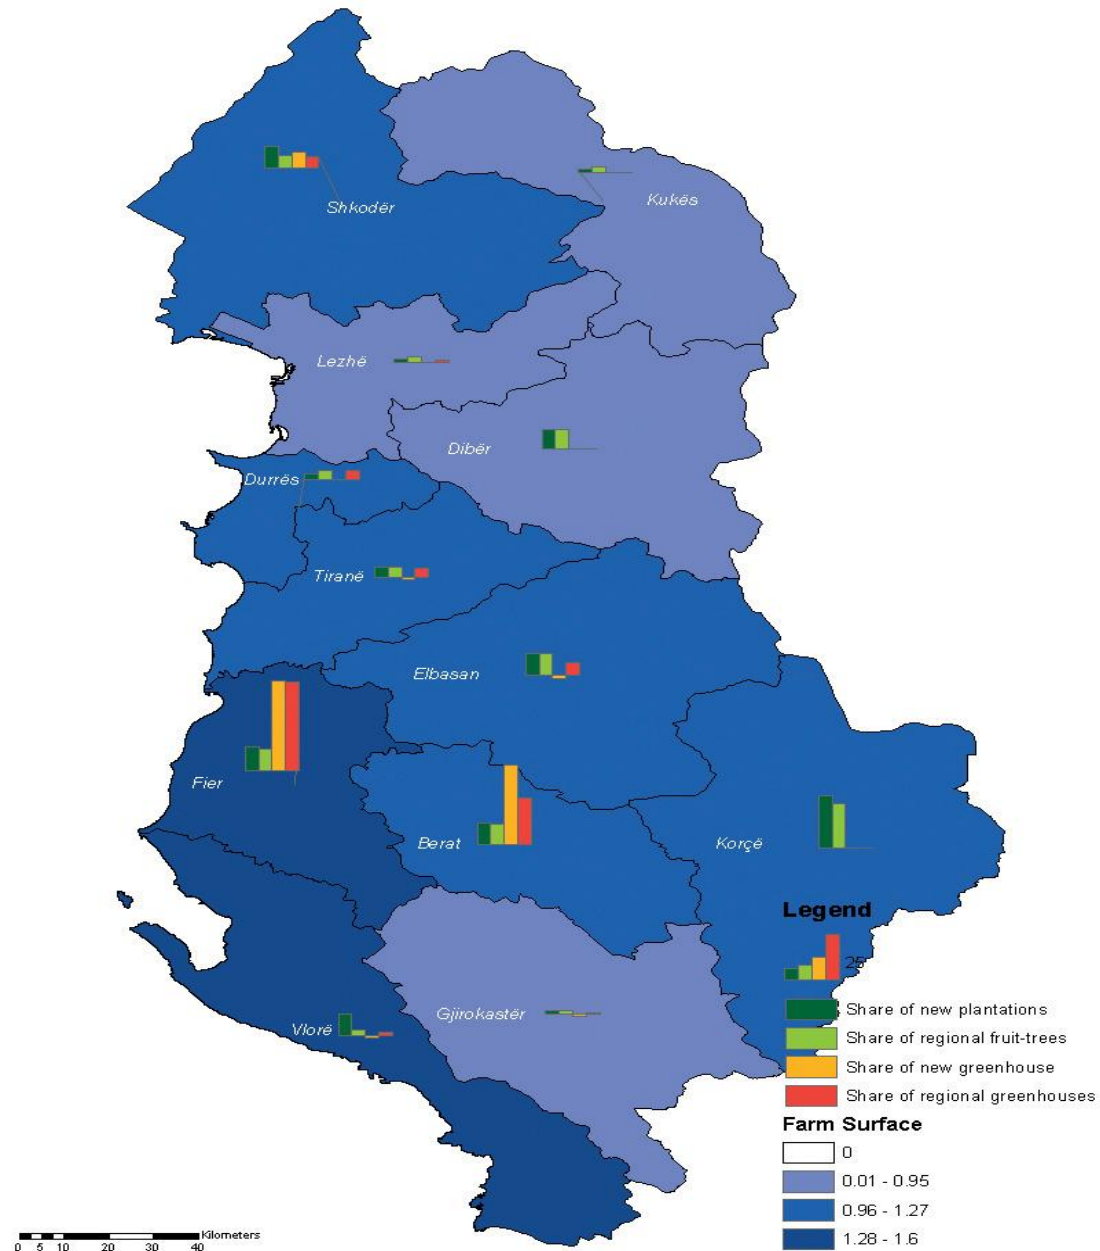 Shkodër
Kukës
Lezhë
Dibër
Durrës
Tiranë
Elbasan
Fier
Berat
Korçë
Vlorë
Gjirokastër
Legend
25
Share of new plantations
Share of regional fruit-trees
Share of new greenhouse
Share of regional greenhouses
Farm Surface
0
0.01 - 0.95
0.96 - 1.27
1.28 - 1.6
Kilometers
0 5 10 20 30 40